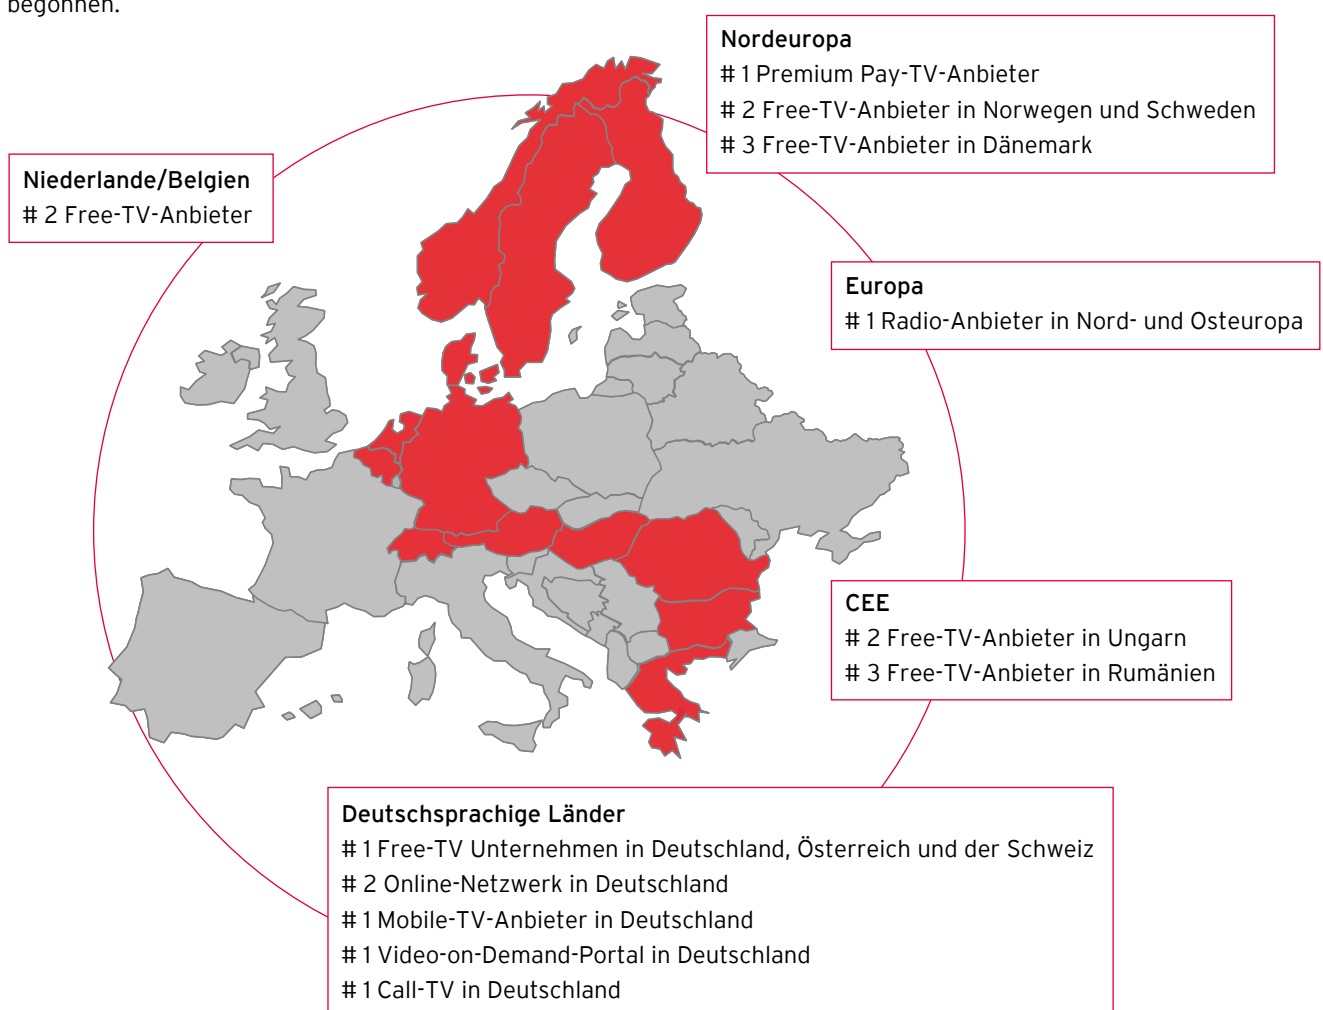 begonnen.
Nordeuropa
# 1 Premium Pay-TV-Anbieter
# 2 Free-TV-Anbieter in Norwegen und Schweden
# 3 Free-TV-Anbieter in Dänemark
Niederlande/Belgien
# 2 Free-TV-Anbieter
Europa
# 1 Radio-Anbieter in Nord- und Osteuropa
CEE
# 2 Free-TV-Anbieter in Ungarn
# 3 Free-TV-Anbieter in Rumänien
Deutschsprachige Länder
# 1 Free-TV Unternehmen in Deutschland, Österreich und der Schweiz
# 2 Online-Netzwerk in Deutschland
# 1 Mobile-TV-Anbieter in Deutschland
# 1 Video-on-Demand-Portal in Deutschland
# 1 Call-TV in Deutschland